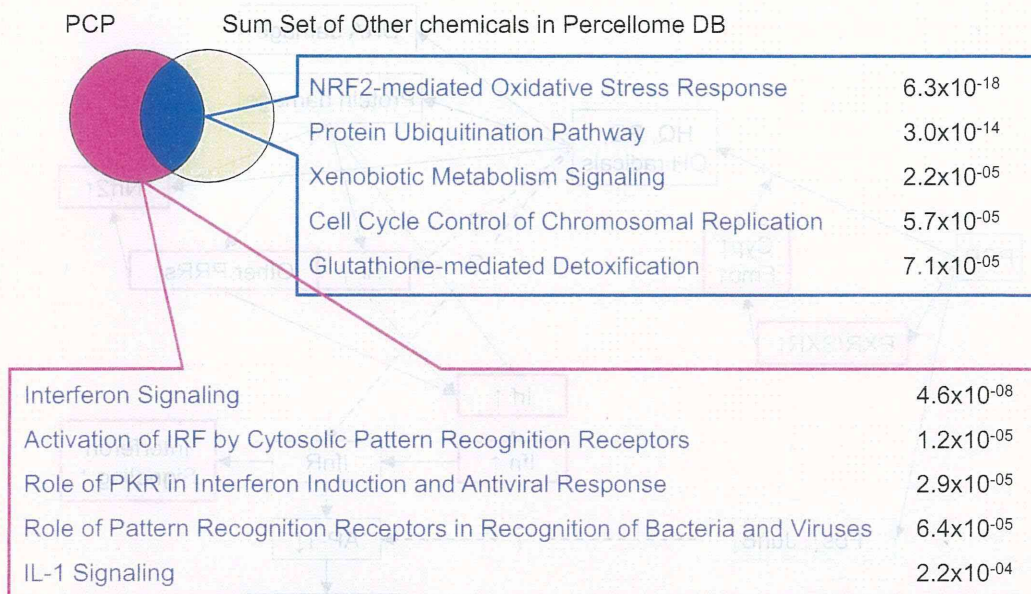 PCP Sum Set of Other chemicals in Percellome DB
NRF2-mediated Oxidative Stress Response 6.3x10-18
Protein Ubiquitination Pathway 3.0x10-14
Xenobiotic Metabolism Signaling 2.2x10-05
Cell Cycle Control of Chromosomal Replication 5.7x10-05
Glutathione-mediated Detoxification 7.1x10-05
Interferon Signaling 4.6x10-08
Activation of IRF by Cytosolic Pattern Recognition Receptors 1.2x10-05
Role of PKR in Interferon Induction and Antiviral Response 2.9x10-05
Role of Pattern Recognition Receptors in Recognition of Bacteria and Viruses 6.4x10-05
IL-1 Signaling 2.2x10-04